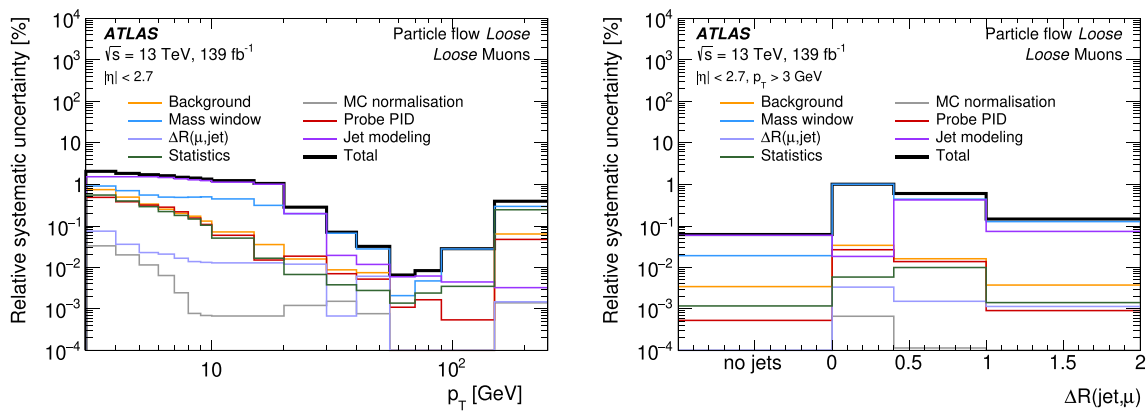 Relative systematic uncertainty [%]
10⁴
10³
10²
10
1
10⁻¹
10⁻²
10⁻³
10⁻⁴
ATLAS
√s = 13 TeV, 139 fb⁻¹
|η| < 2.7
Particle flow Loose
Loose Muons
Background
Mass window
ΔR(μ,jet)
Statistics
MC normalisation
Probe PID
Jet modeling
Total
10
10²
p_T [GeV]
Relative systematic uncertainty [%]
10⁴
10³
10²
10
1
10⁻¹
10⁻²
10⁻³
10⁻⁴
ATLAS
√s = 13 TeV, 139 fb⁻¹
|η| < 2.7, p_T > 3 GeV
Particle flow Loose
Loose Muons
Background
Mass window
ΔR(μ,jet)
Statistics
MC normalisation
Probe PID
Jet modeling
Total
no jets
0
0.5
1
1.5
2
ΔR(jet,μ)